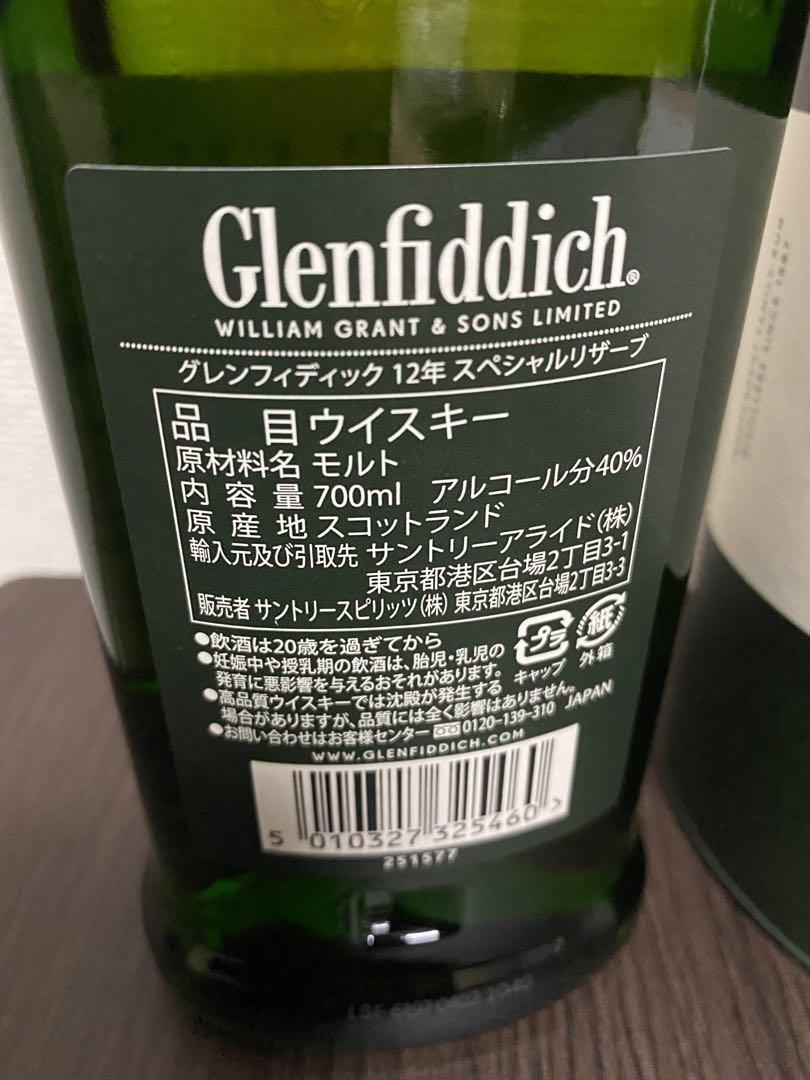 Glenfiddich®
WILLIAM GRANT & SONS LIMITED
グレンフィディック 12年 スペシャルリザーブ
品 目 ウイスキー
原材料名 モルト
内容量 700ml アルコール分40%
原産地 スコットランド
輸入元及び引取先 サントリーアライド(株)
東京都港区台場2丁目3-1
販売者 サントリースピリッツ(株) 東京都港区台場2丁目3-3
●飲酒は20歳を過ぎてから
●妊娠中や授乳期の飲酒は、胎児・乳児の
発育に悪影響を与えるおそれがあります。
●高品質ウイスキーでは沈殿が発生する
場合がありますが、品質には全く影響はありません。
●お問い合わせはお客様センター 0120-139-310 JAPAN
プラ
キャップ
紙
外箱
WWW.GLENFIDDICH.COM
5 010327 325460 >
251577